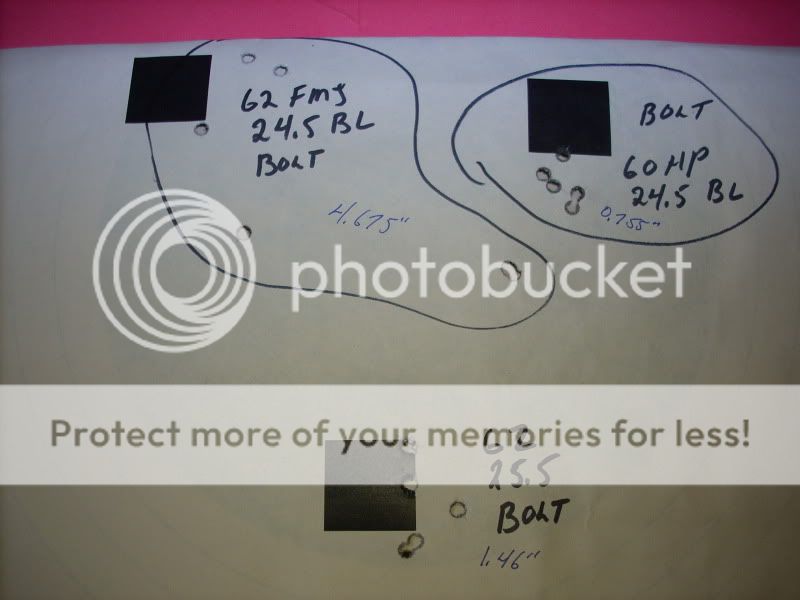 62 FMJ
24.5 BL
BOLT
4.675"
BOLT
60 HP
24.5 BL
0.755"
photobucket
Protect more of your memories for less!
62
25.5
BOLT
1.46"